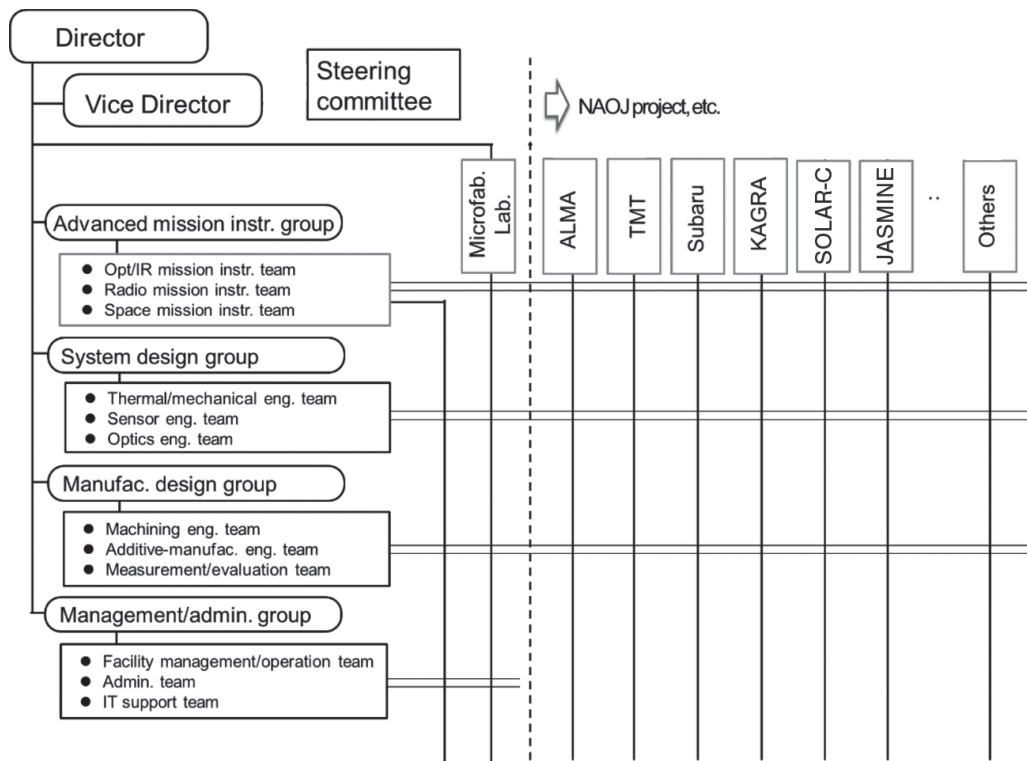 Director
Vice Director
Steering
committee
NAOJ project, etc.
Microfab.
Lab.
ALMA
TMT
Subaru
KAGRA
SOLAR-C
JASMINE
..
Others
Advanced mission instr. group
● Opt/IR mission instr. team
● Radio mission instr. team
● Space mission instr. team
System design group
● Thermal/mechanical eng. team
● Sensor eng. team
● Optics eng. team
Manufac. design group
● Machining eng. team
● Additive-manufac. eng. team
● Measurement/evaluation team
Management/admin. group
● Facility management/operation team
● Admin. team
● IT support team